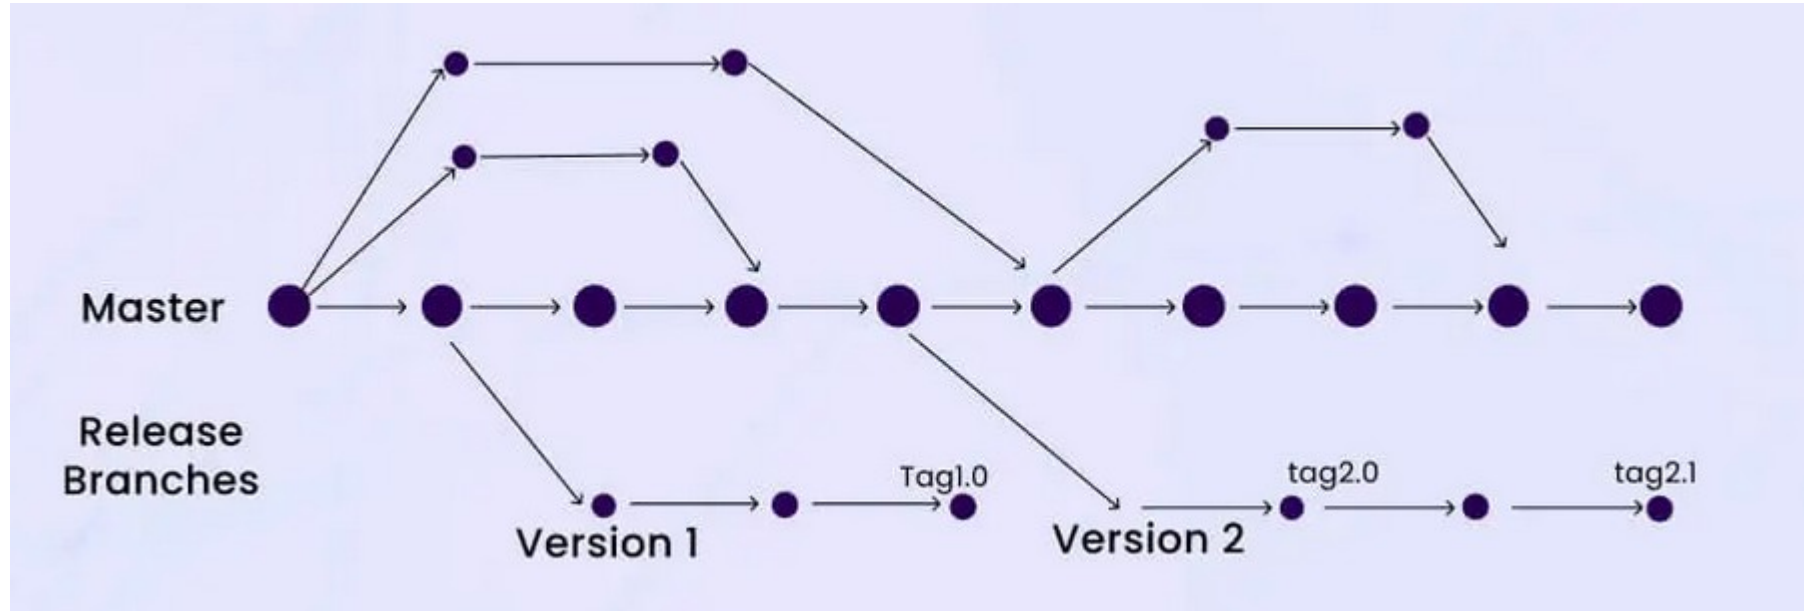 Master
Release
Branches
Tag1.0
tag2.0
tag2.1
Version 1
Version 2